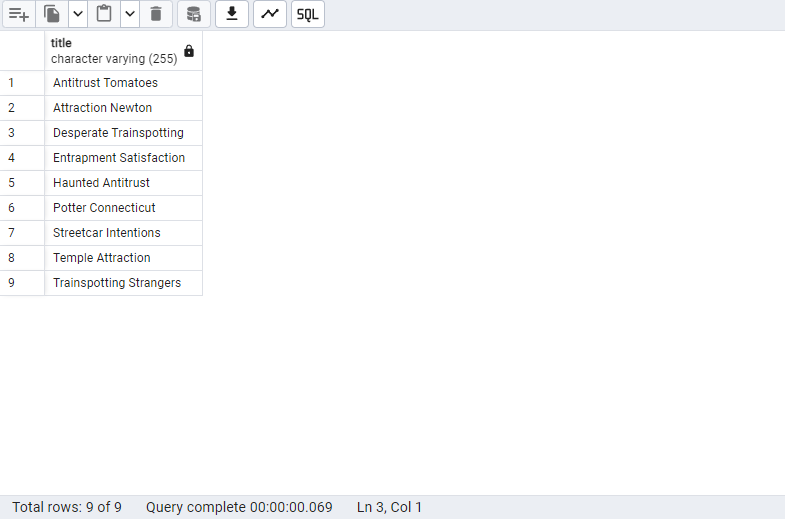 SQL
title
character varying (255)
1 Antitrust Tomatoes
2 Attraction Newton
3 Desperate Trainspotting
4 Entrapment Satisfaction
5 Haunted Antitrust
6 Potter Connecticut
7 Streetcar Intentions
8 Temple Attraction
9 Trainspotting Strangers
Total rows: 9 of 9 Query complete 00:00:00.069 Ln 3, Col 1